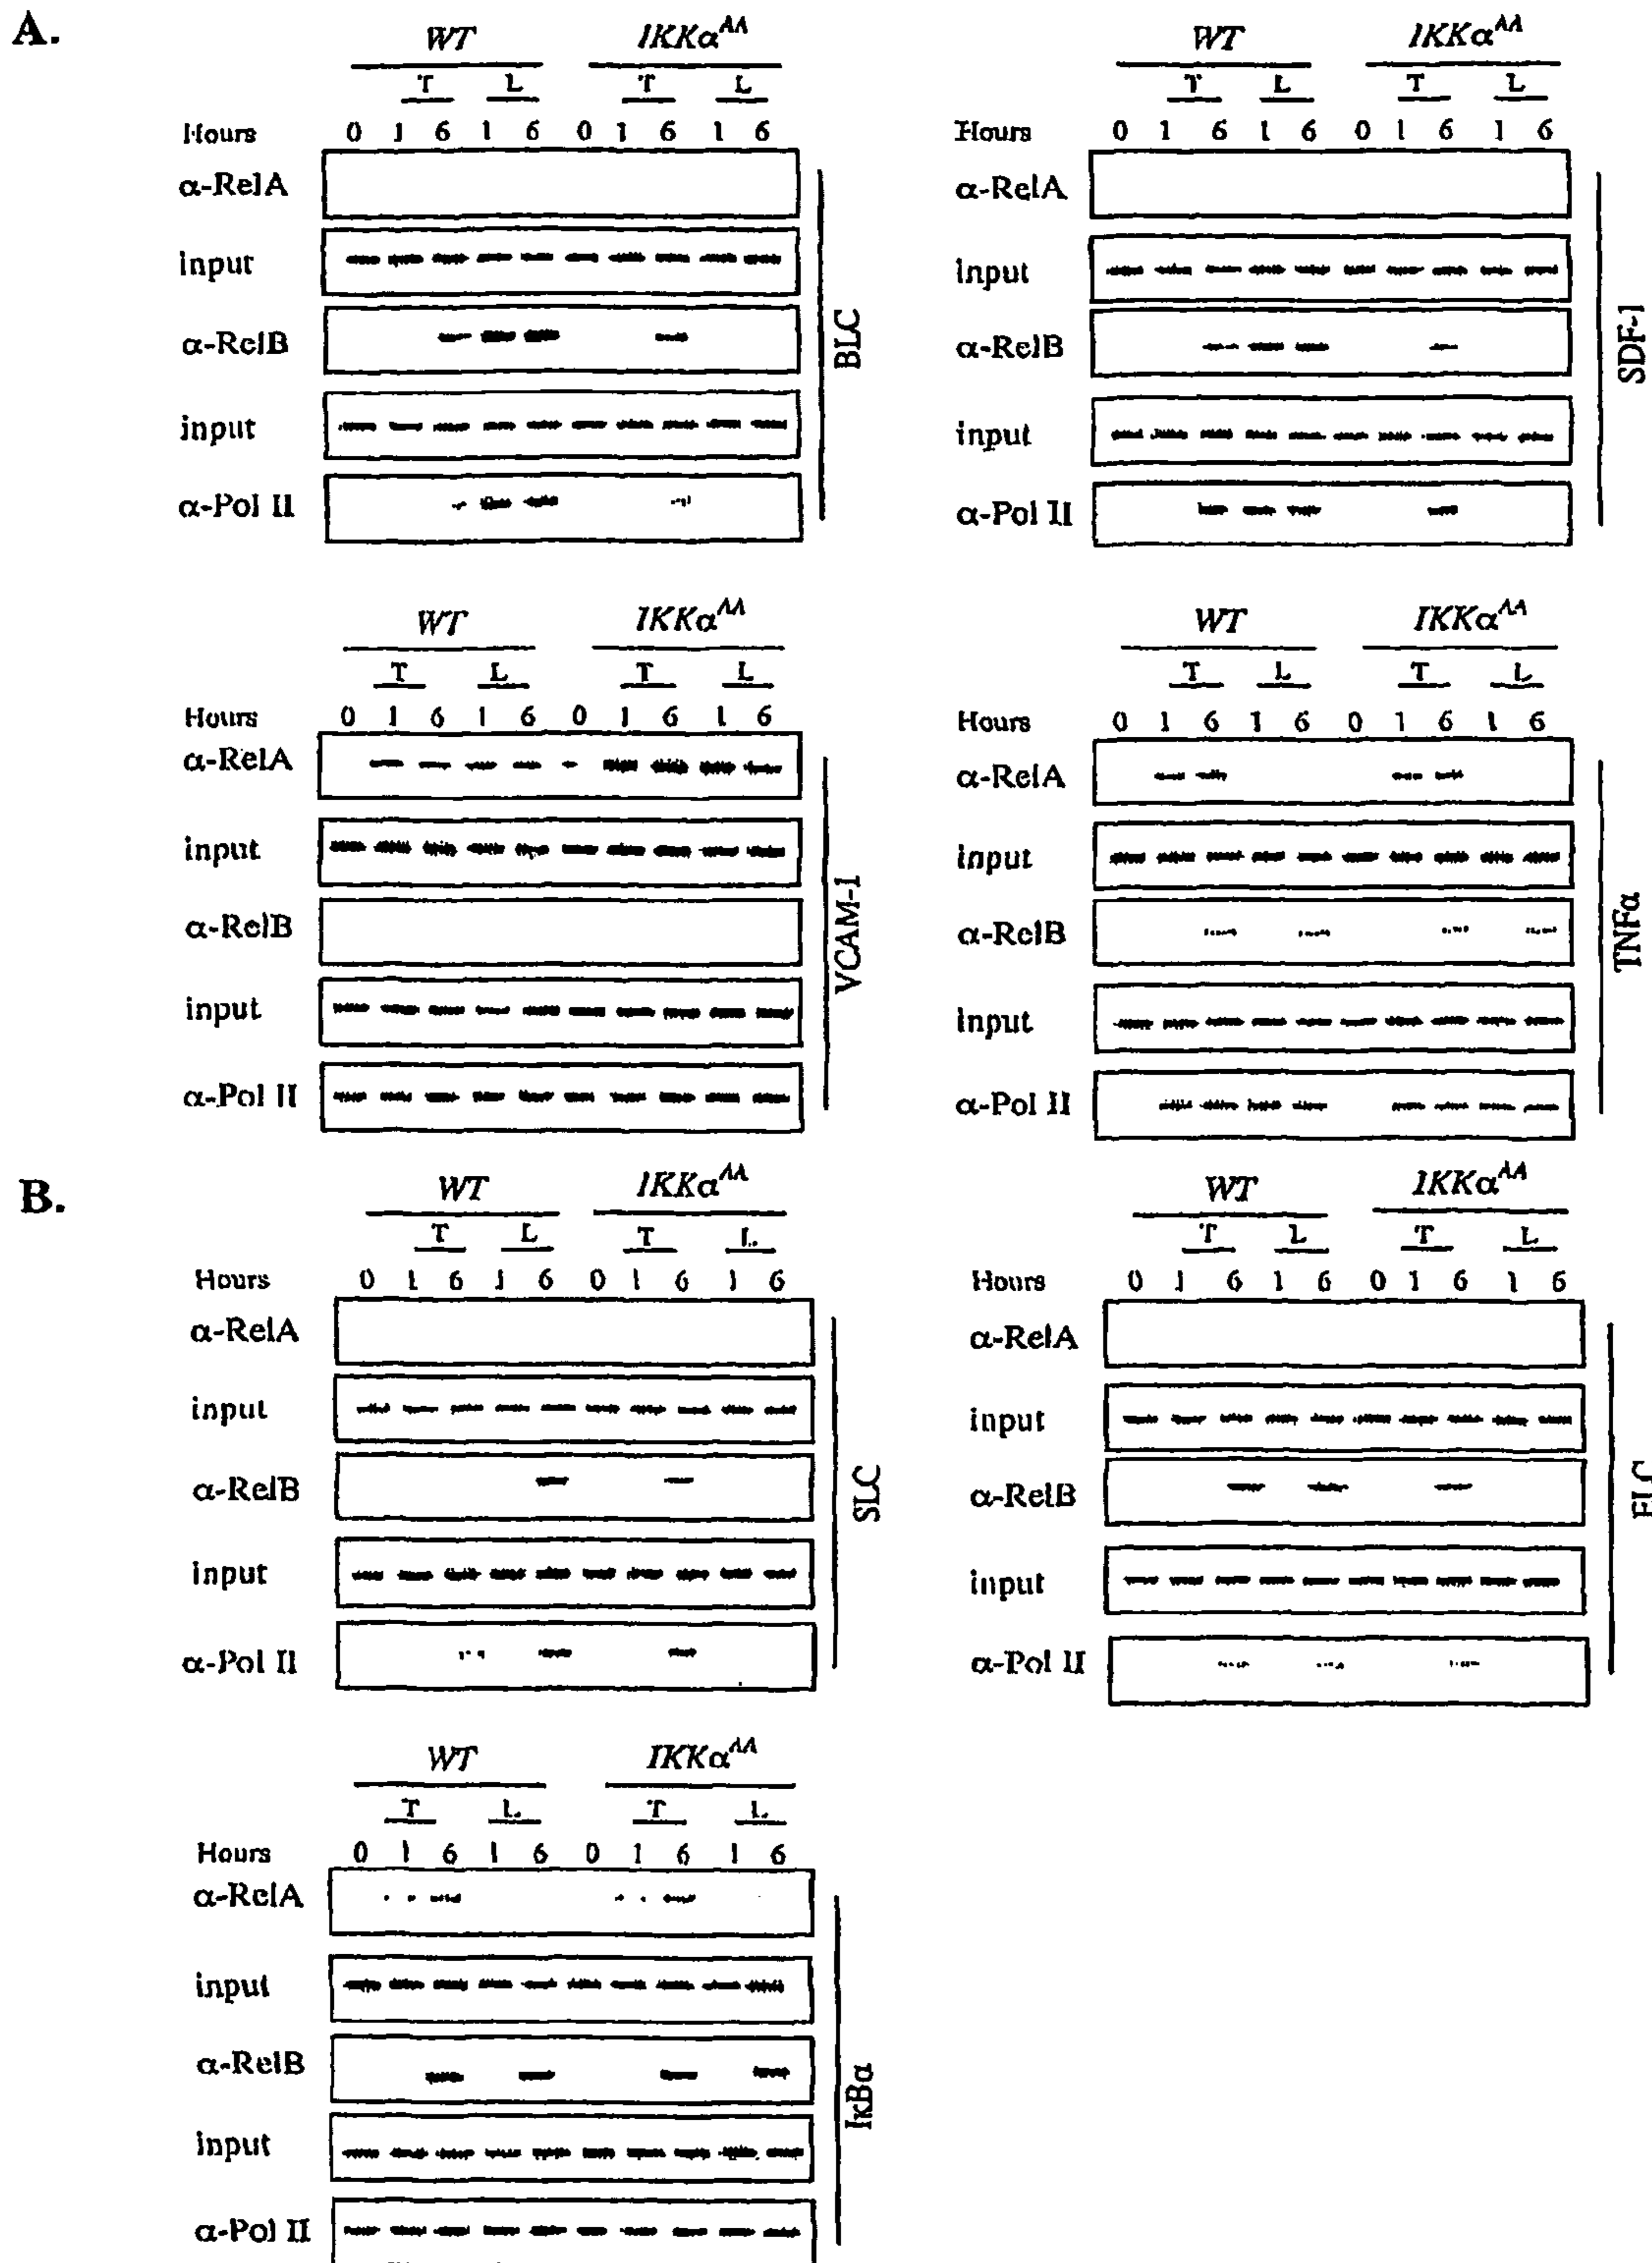 A.
WT IKKα^AA
T L T L
Hours 0 1 6 1 6 0 1 6 1 6
α-RelA
input
α-RelB
input
α-Pol II
BLC
WT IKKα^AA
T L T L
Hours 0 1 6 1 6 0 1 6 1 6
α-RelA
input
α-RelB
input
α-Pol II
SDF-1
WT IKKα^AA
T L T L
Hours 0 1 6 1 6 0 1 6 1 6
α-RelA
input
α-RelB
input
α-Pol II
VCAM-1
WT IKKα^AA
T L T L
Hours 0 1 6 1 6 0 1 6 1 6
α-RelA
input
α-RelB
input
α-Pol II
TNFα
B.
WT IKKα^AA
T L T L
Hours 0 1 6 1 6 0 1 6 1 6
α-RelA
input
α-RelB
input
α-Pol II
SLC
WT IKKα^AA
T L T L
Hours 0 1 6 1 6 0 1 6 1 6
α-RelA
input
α-RelB
input
α-Pol II
WT IKKα^AA
T L T L
Hours 0 1 6 1 6 0 1 6 1 6
α-RelA
input
α-RelB
input
α-Pol II
IκBα